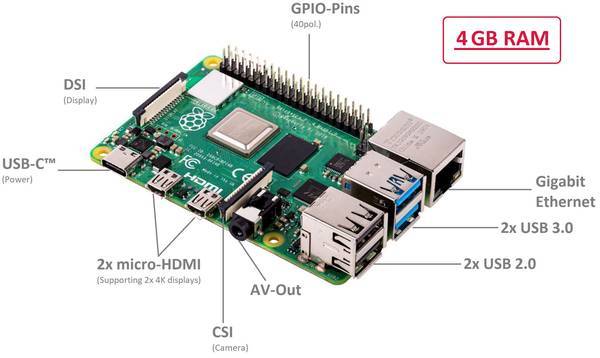 GPIO-Pins
(40pol.)
4 GB RAM
DSI
(Display)
USB-C™
(Power)
HDMI
Gigabit
Ethernet
2x USB 3.0
2x micro-HDMI
(Supporting 2x 4K displays)
AV-Out
2x USB 2.0
CSI
(Camera)